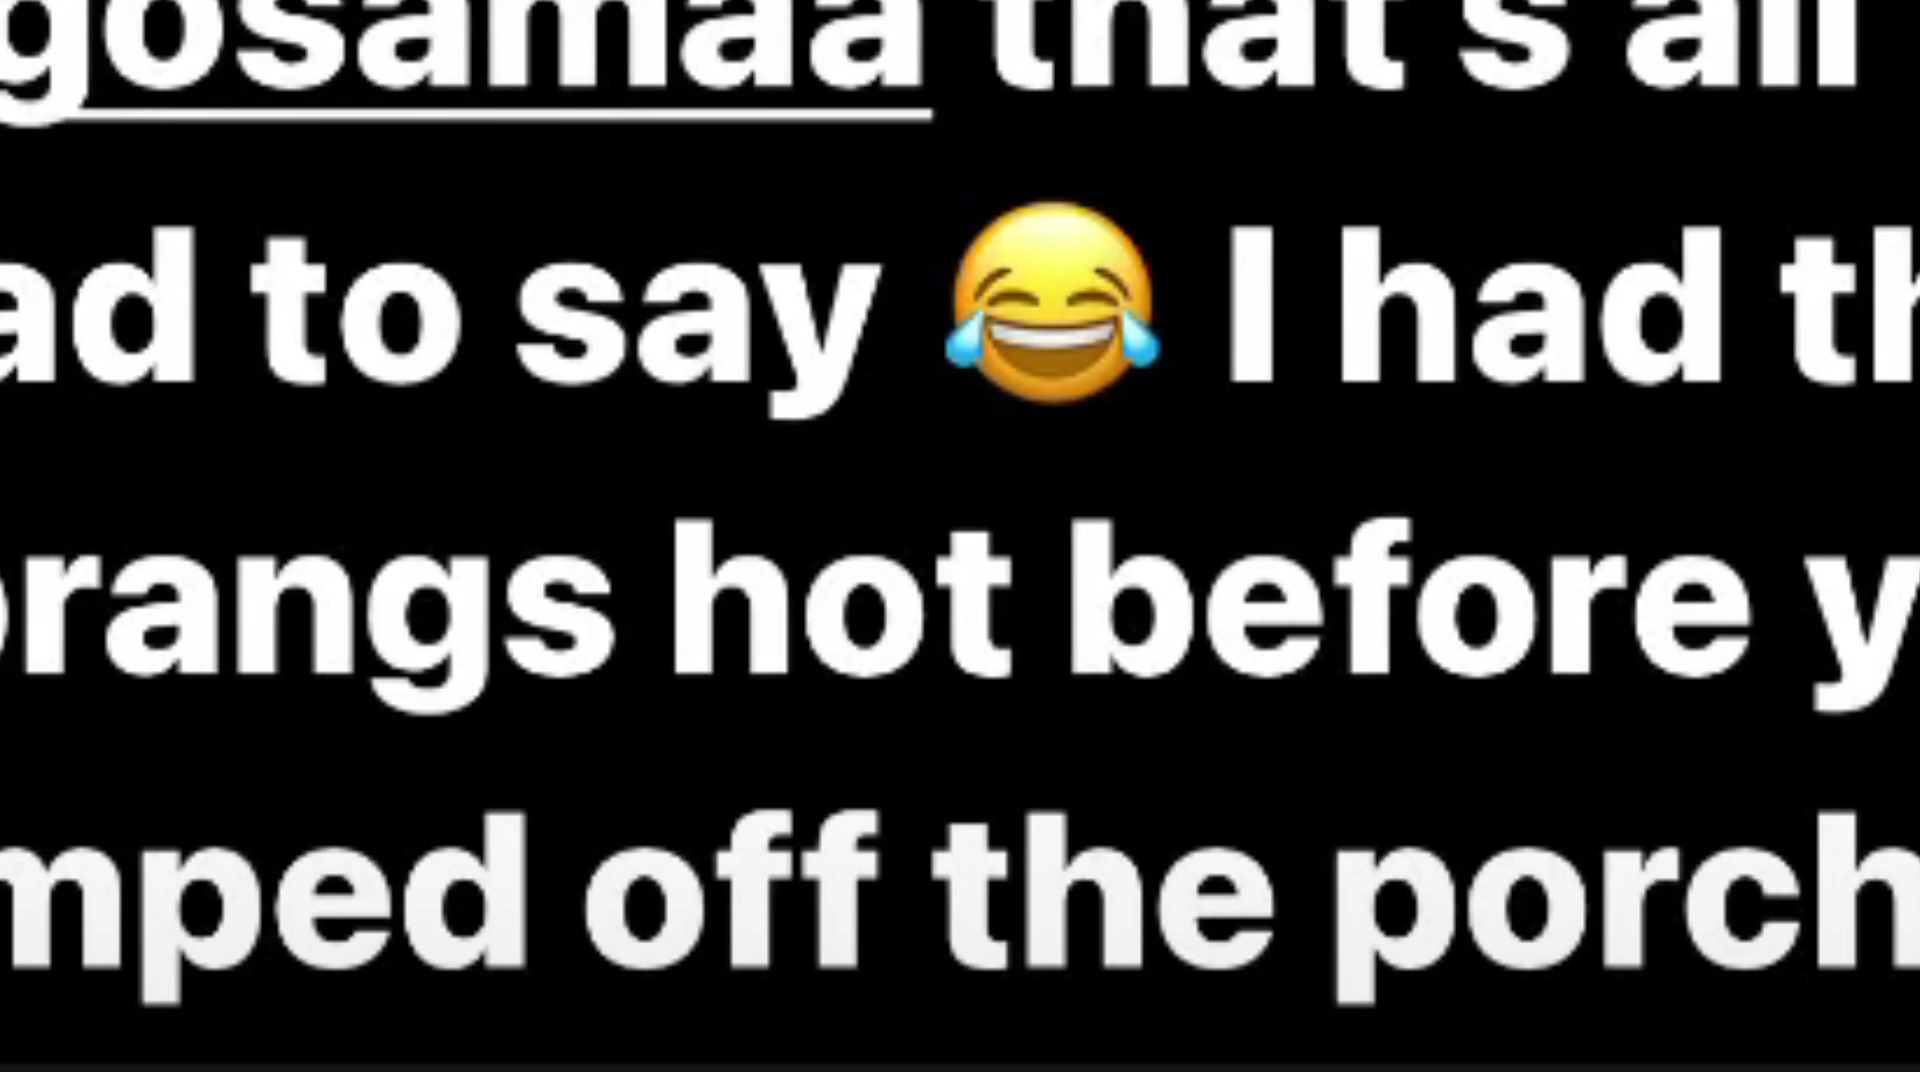 gosamaa that's all
ad to say 😂 I had th
rangs hot before y
mped off the porch